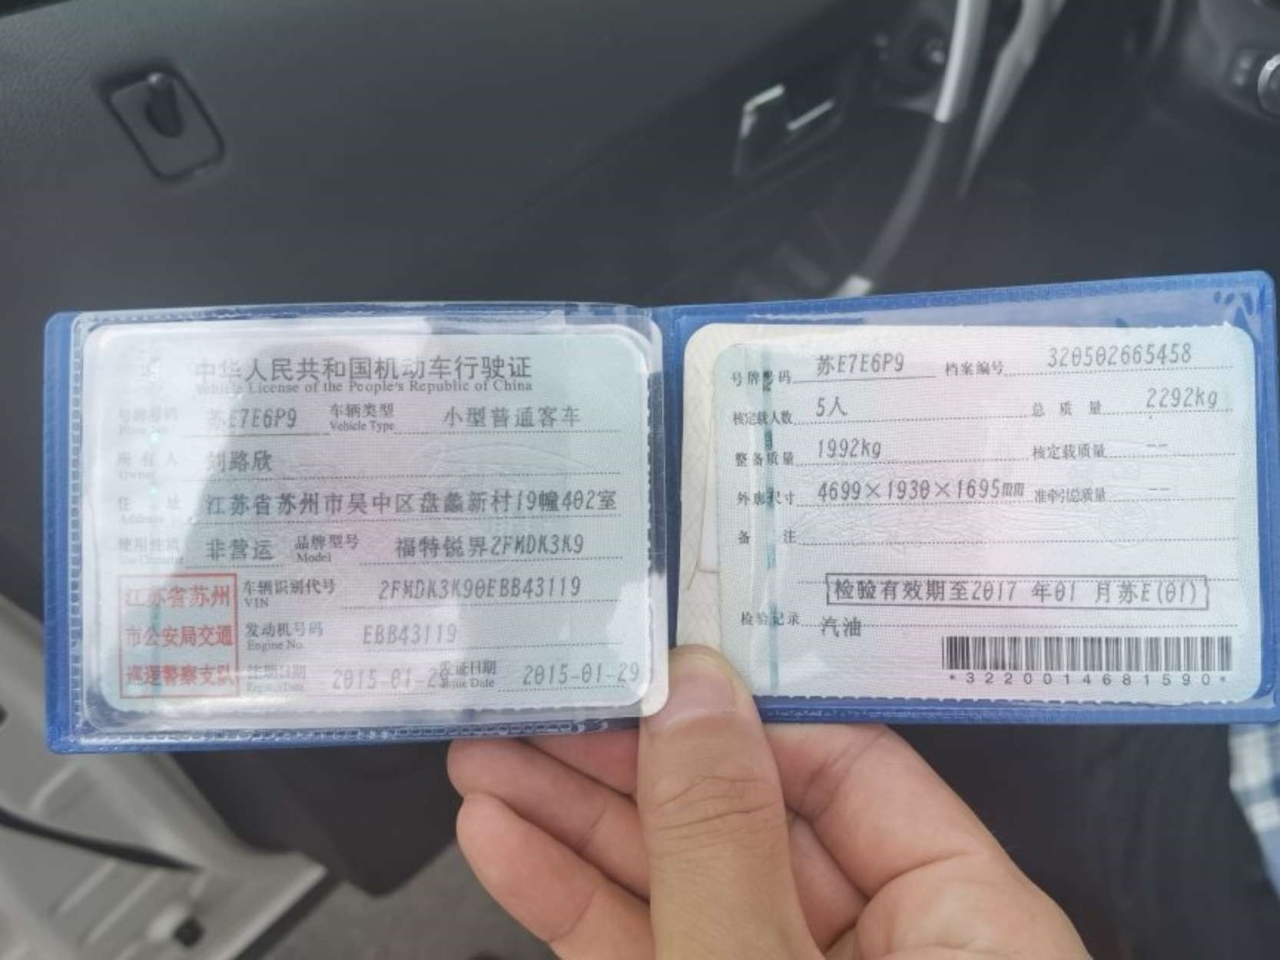 中华人民共和国机动车行驶证
Vehicle License of the People's Republic of China
号牌号码 苏E7E6P9 车辆类型 小型普通客车
Plate No. Vehicle Type
所有人 刘路欣
Owner
住址 江苏省苏州市吴中区盘蠡新村19幢402室
Address
使用性质 非营运 品牌型号 福特锐界2FMDK3K9
Use Character Model
江苏省苏州
市公安局交通
巡逻警察支队
车辆识别代号 2FMDK3K90EBB43119
VIN
发动机号码 EBB43119
Engine No.
注册日期 2015-01-2 发证日期 2015-01-29
Register Date Issue Date
号牌号码 苏E7E6P9 档案编号 320502665458
核定载人数 5人 总质量 2292kg
整备质量 1992kg 核定载质量 --
外廓尺寸 4699×1930×1695mm 准牵引总质量 --
备注
检验有效期至2017 年01 月苏E(01)
检验记录 汽油
*3220014681590*